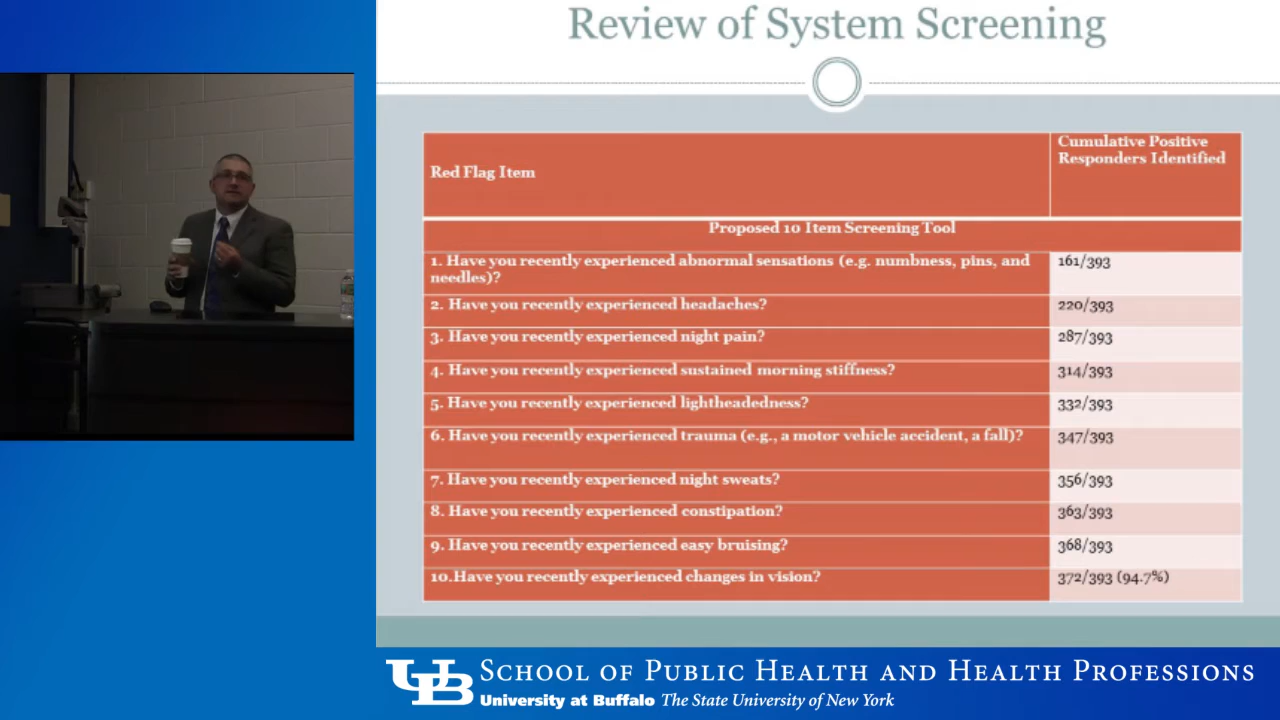 Review of System Screening
Red Flag Item
Cumulative Positive
Responders Identified
Proposed 10 Item Screening Tool
1. Have you recently experienced abnormal sensations (e.g. numbness, pins, and
needles)?
161/393
2. Have you recently experienced headaches?
220/393
3. Have you recently experienced night pain?
287/393
4. Have you recently experienced sustained morning stiffness?
314/393
5. Have you recently experienced lightheadedness?
332/393
6. Have you recently experienced trauma (e.g., a motor vehicle accident, a fall)?
347/393
7. Have you recently experienced night sweats?
356/393
8. Have you recently experienced constipation?
363/393
9. Have you recently experienced easy bruising?
368/393
10.Have you recently experienced changes in vision?
372/393 (94.7%)
UB
School of Public Health and Health Professions
University at Buffalo The State University of New York